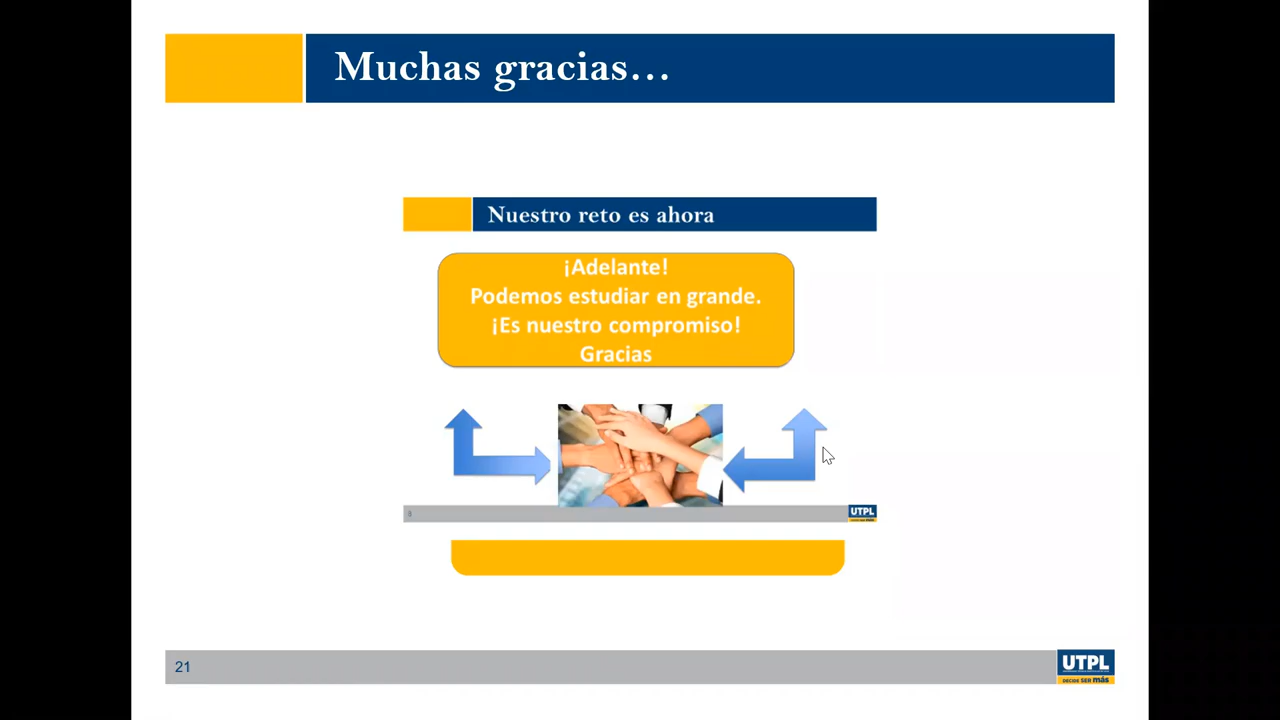 Muchas gracias...
Nuestro reto es ahora
¡Adelante!
Podemos estudiar en grande.
¡Es nuestro compromiso!
Gracias
UTPL
21
UTPL
DECIDE SER más